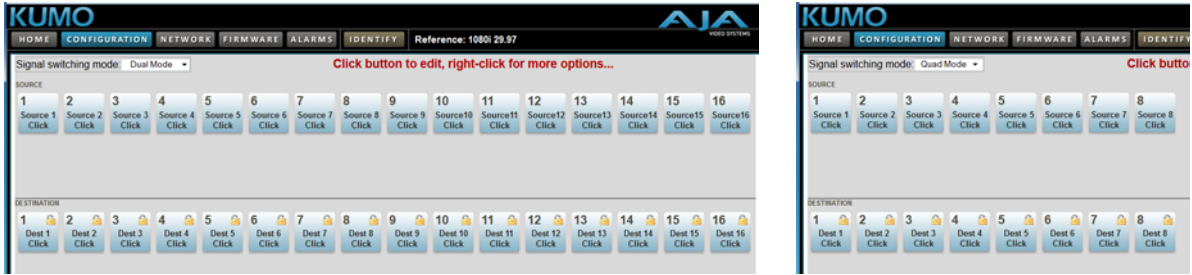 KUMO
AJA
VIDEO SYSTEMS
HOME CONFIGURATION NETWORK FIRMWARE ALARMS IDENTIFY Reference: 1080i 29.97
Signal switching mode: Dual Mode Click button to edit, right-click for more options...
SOURCE
1 2 3 4 5 6 7 8 9 10 11 12 13 14 15 16
Source 1 Source 2 Source 3 Source 4 Source 5 Source 6 Source 7 Source 8 Source 9 Source10 Source11 Source12 Source13 Source14 Source15 Source16
Click Click Click Click Click Click Click Click Click Click Click Click Click Click Click Click
DESTINATION
1 2 3 4 5 6 7 8 9 10 11 12 13 14 15 16
Dest 1 Dest 2 Dest 3 Dest 4 Dest 5 Dest 6 Dest 7 Dest 8 Dest 9 Dest 10 Dest 11 Dest 12 Dest 13 Dest 14 Dest 15 Dest 16
Click Click Click Click Click Click Click Click Click Click Click Click Click Click Click Click
KUMO
HOME CONFIGURATION NETWORK FIRMWARE ALARMS IDENTIFY
Signal switching mode: Quad Mode Click butto
SOURCE
1 2 3 4 5 6 7 8
Source 1 Source 2 Source 3 Source 4 Source 5 Source 6 Source 7 Source 8
Click Click Click Click Click Click Click Click
DESTINATION
1 2 3 4 5 6 7 8
Dest 1 Dest 2 Dest 3 Dest 4 Dest 5 Dest 6 Dest 7 Dest 8
Click Click Click Click Click Click Click Click